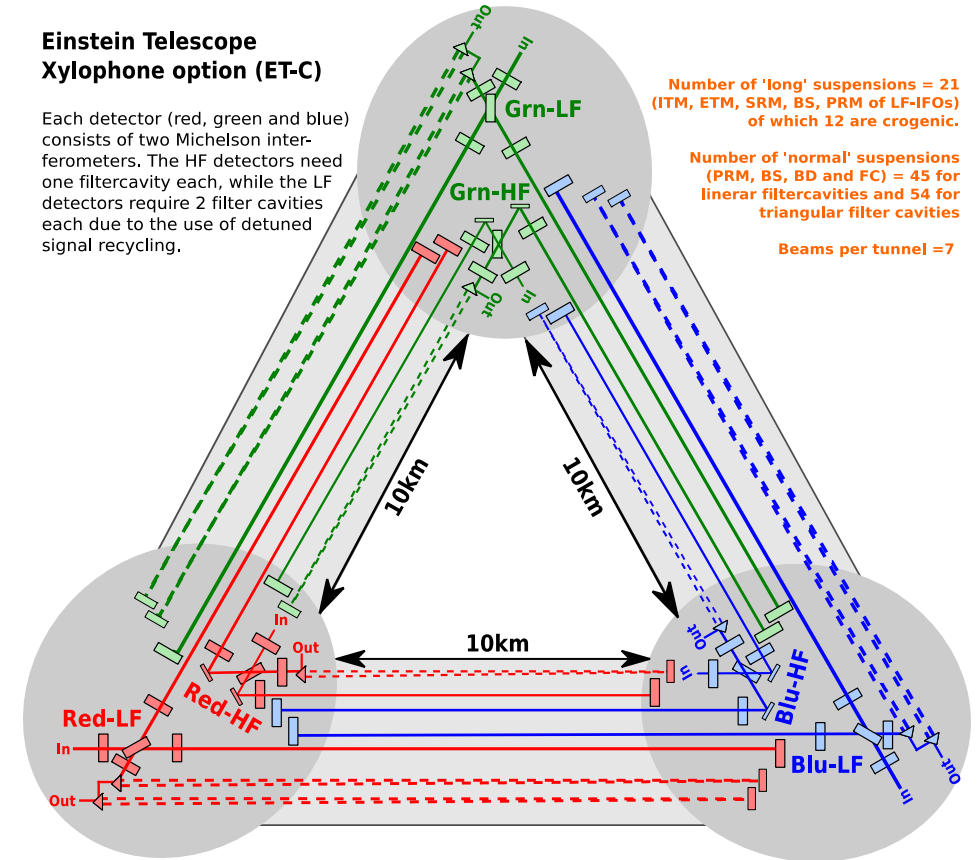 Einstein Telescope
Xylophone option (ET-C)
Each detector (red, green and blue)
consists of two Michelson inter-
ferometers. The HF detectors need
one filtercavity each, while the LF
detectors require 2 filter cavities
each due to the use of detuned
signal recycling.
Number of 'long' suspensions = 21
(ITM, ETM, SRM, BS, PRM of LF-IFOs)
of which 12 are crogenic.
Number of 'normal' suspensions
(PRM, BS, BD and FC) = 45 for
linerar filtercavities and 54 for
triangular filter cavities
Beams per tunnel =7
Out
In
Grn-LF
Grn-HF
Out
In
10km
10km
10km
In
Out
Red-HF
Red-LF
In
Out
Out
In
Blu-HF
Blu-LF
Out
In